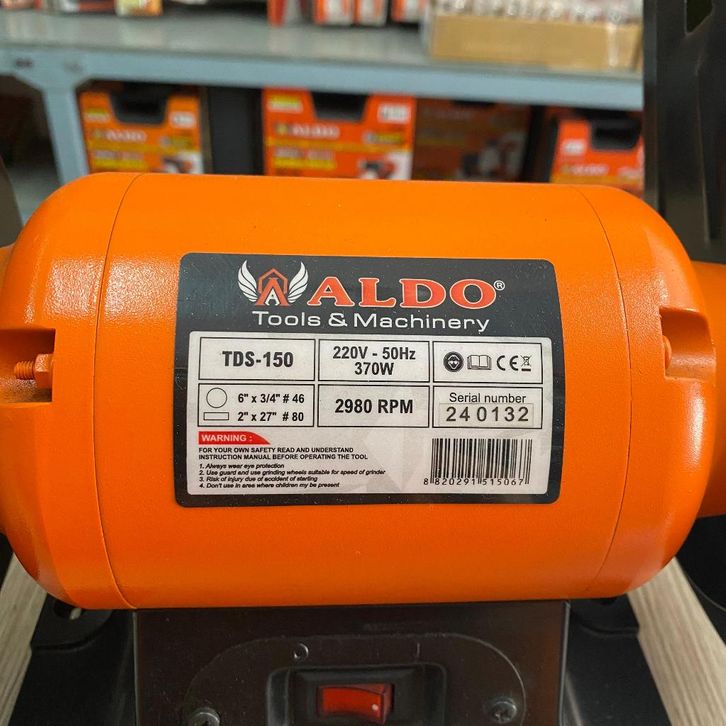 ALDO
ALDO
ALDO®
Tools & Machinery
TDS-150
220V - 50Hz
370W
CE
6" x 3/4" # 46
2" x 27" # 80
2980 RPM
Serial number
240132
WARNING :
FOR YOUR OWN SAFETY READ AND UNDERSTAND
INSTRUCTION MANUAL BEFORE OPERATING THE TOOL
1. Always wear eye protection
2. Use guard and use grinding wheels suitable for speed of grinder
3. Risk of injury due of accident of starting
4. Don't use in area where children my be present
8 820291 515067